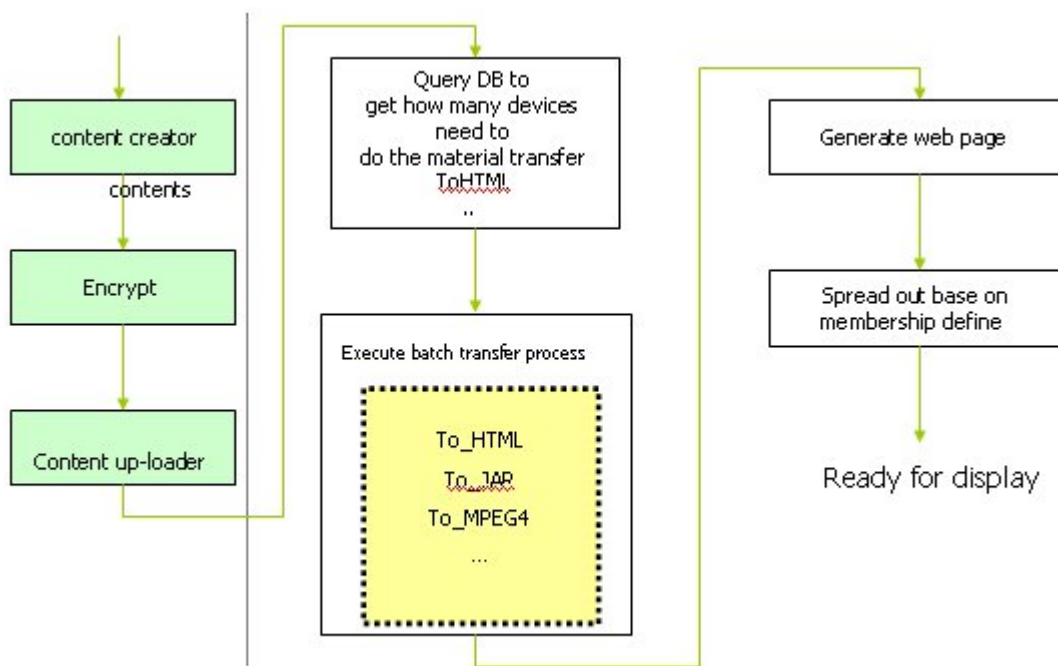 content creator
contents
Encrypt
Content up-loader
Query DB to
get how many devices
need to
do the material transfer
ToHTML
..
Execute batch transfer process
To_HTML
To_JAR
To_MPEG4
...
Generate web page
Spread out base on
membership define
Ready for display